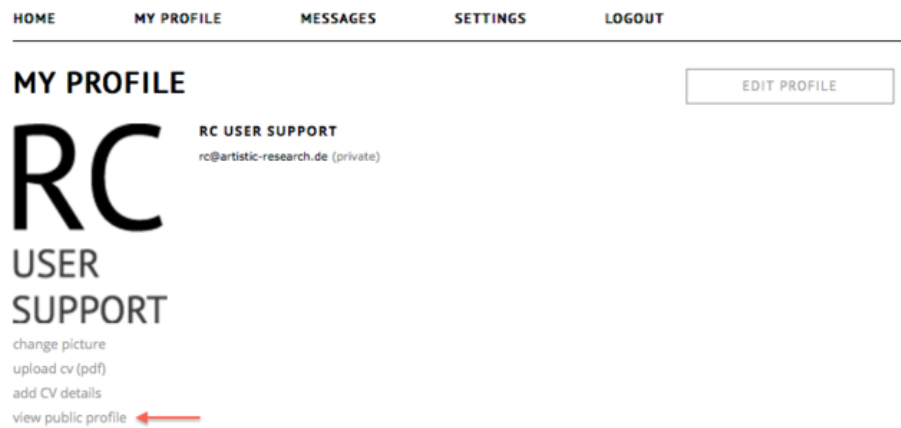 HOME MY PROFILE MESSAGES SETTINGS LOGOUT
MY PROFILE
EDIT PROFILE
RC
USER
SUPPORT
RC USER SUPPORT
rc@artistic-research.de (private)
change picture
upload cv (pdf)
add CV details
view public profile